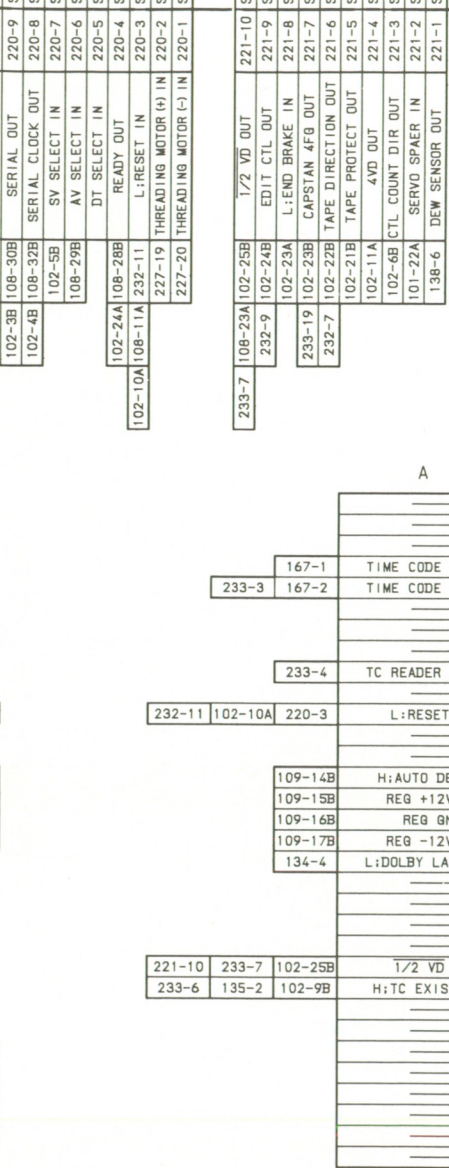 102-3B 108-30B SERIAL OUT 220-9
102-4B 108-32B SERIAL CLOCK OUT 220-8
102-5B SV SELECT IN 220-7
108-29B AV SELECT IN 220-6
DT SELECT IN 220-5
102-24A 108-28B READY OUT 220-4
102-10A 108-11A 232-11 L:RESET IN 220-3
227-19 THREADING MOTOR(+) IN 220-2
227-20 THREADING MOTOR(-) IN 220-1
233-7 108-23A 102-25B 1/2 VD OUT 221-10
232-9 102-24B EDIT CTL OUT 221-9
102-23A L:END BRAKE IN 221-8
233-19 102-23B CAPSTAN 4FG OUT 221-7
232-7 102-22B TAPE DIRECTION OUT 221-6
102-21B TAPE PROTECT OUT 221-5
102-11A 4VD OUT 221-4
102-6B CTL COUNT DIR OUT 221-3
101-22A SERVO SPAER IN 221-2
138-6 DEW SENSOR OUT 221-1
A
167-1 TIME CODE
233-3 167-2 TIME CODE
233-4 TC READER
232-11 102-10A 220-3 L:RESET
109-14B H:AUTO DE
109-15B REG +12V
109-16B REG GN
109-17B REG -12V
134-4 L:DOLBY LA
221-10 233-7 102-25B 1/2 VD
233-6 135-2 102-9B H:TC EXIS